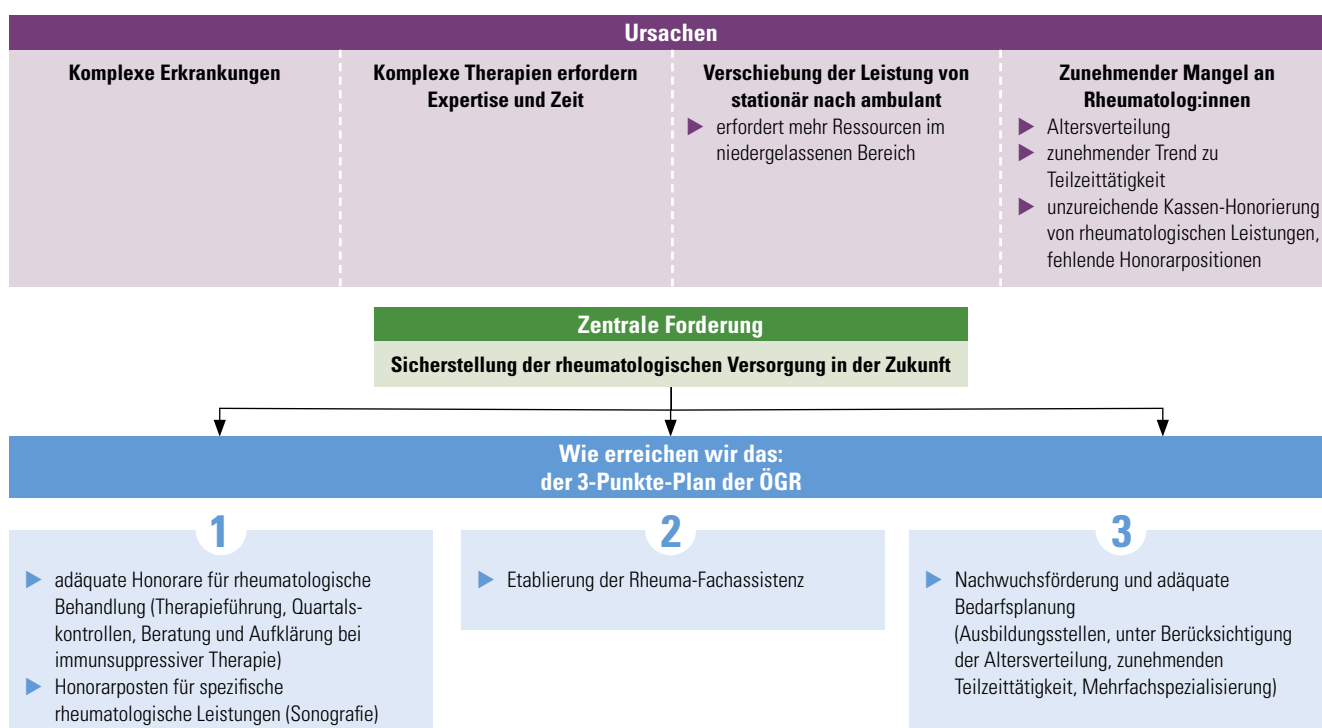 Ursachen
Komplexe Erkrankungen
Komplexe Therapien erfordern
Expertise und Zeit
Verschiebung der Leistung von
stationär nach ambulant
▶ erfordert mehr Ressourcen im
niedergelassenen Bereich
Zunehmender Mangel an
Rheumatolog:innen
▶ Altersverteilung
▶ zunehmender Trend zu
Teilzeittätigkeit
▶ unzureichende Kassen-Honorierung
von rheumatologischen Leistungen,
fehlende Honorarpositionen
Zentrale Forderung
Sicherstellung der rheumatologischen Versorgung in der Zukunft
Wie erreichen wir das:
der 3-Punkte-Plan der ÖGR
1
▶ adäquate Honorare für rheumatologische
Behandlung (Therapieführung, Quartals-
kontrollen, Beratung und Aufklärung bei
immunsuppressiver Therapie)
▶ Honorarposten für spezifische
rheumatologische Leistungen (Sonografie)
2
▶ Etablierung der Rheuma-Fachassistenz
3
▶ Nachwuchsförderung und adäquate
Bedarfsplanung
(Ausbildungsstellen, unter Berücksichtigung
der Altersverteilung, zunehmenden
Teilzeittätigkeit, Mehrfachspezialisierung)